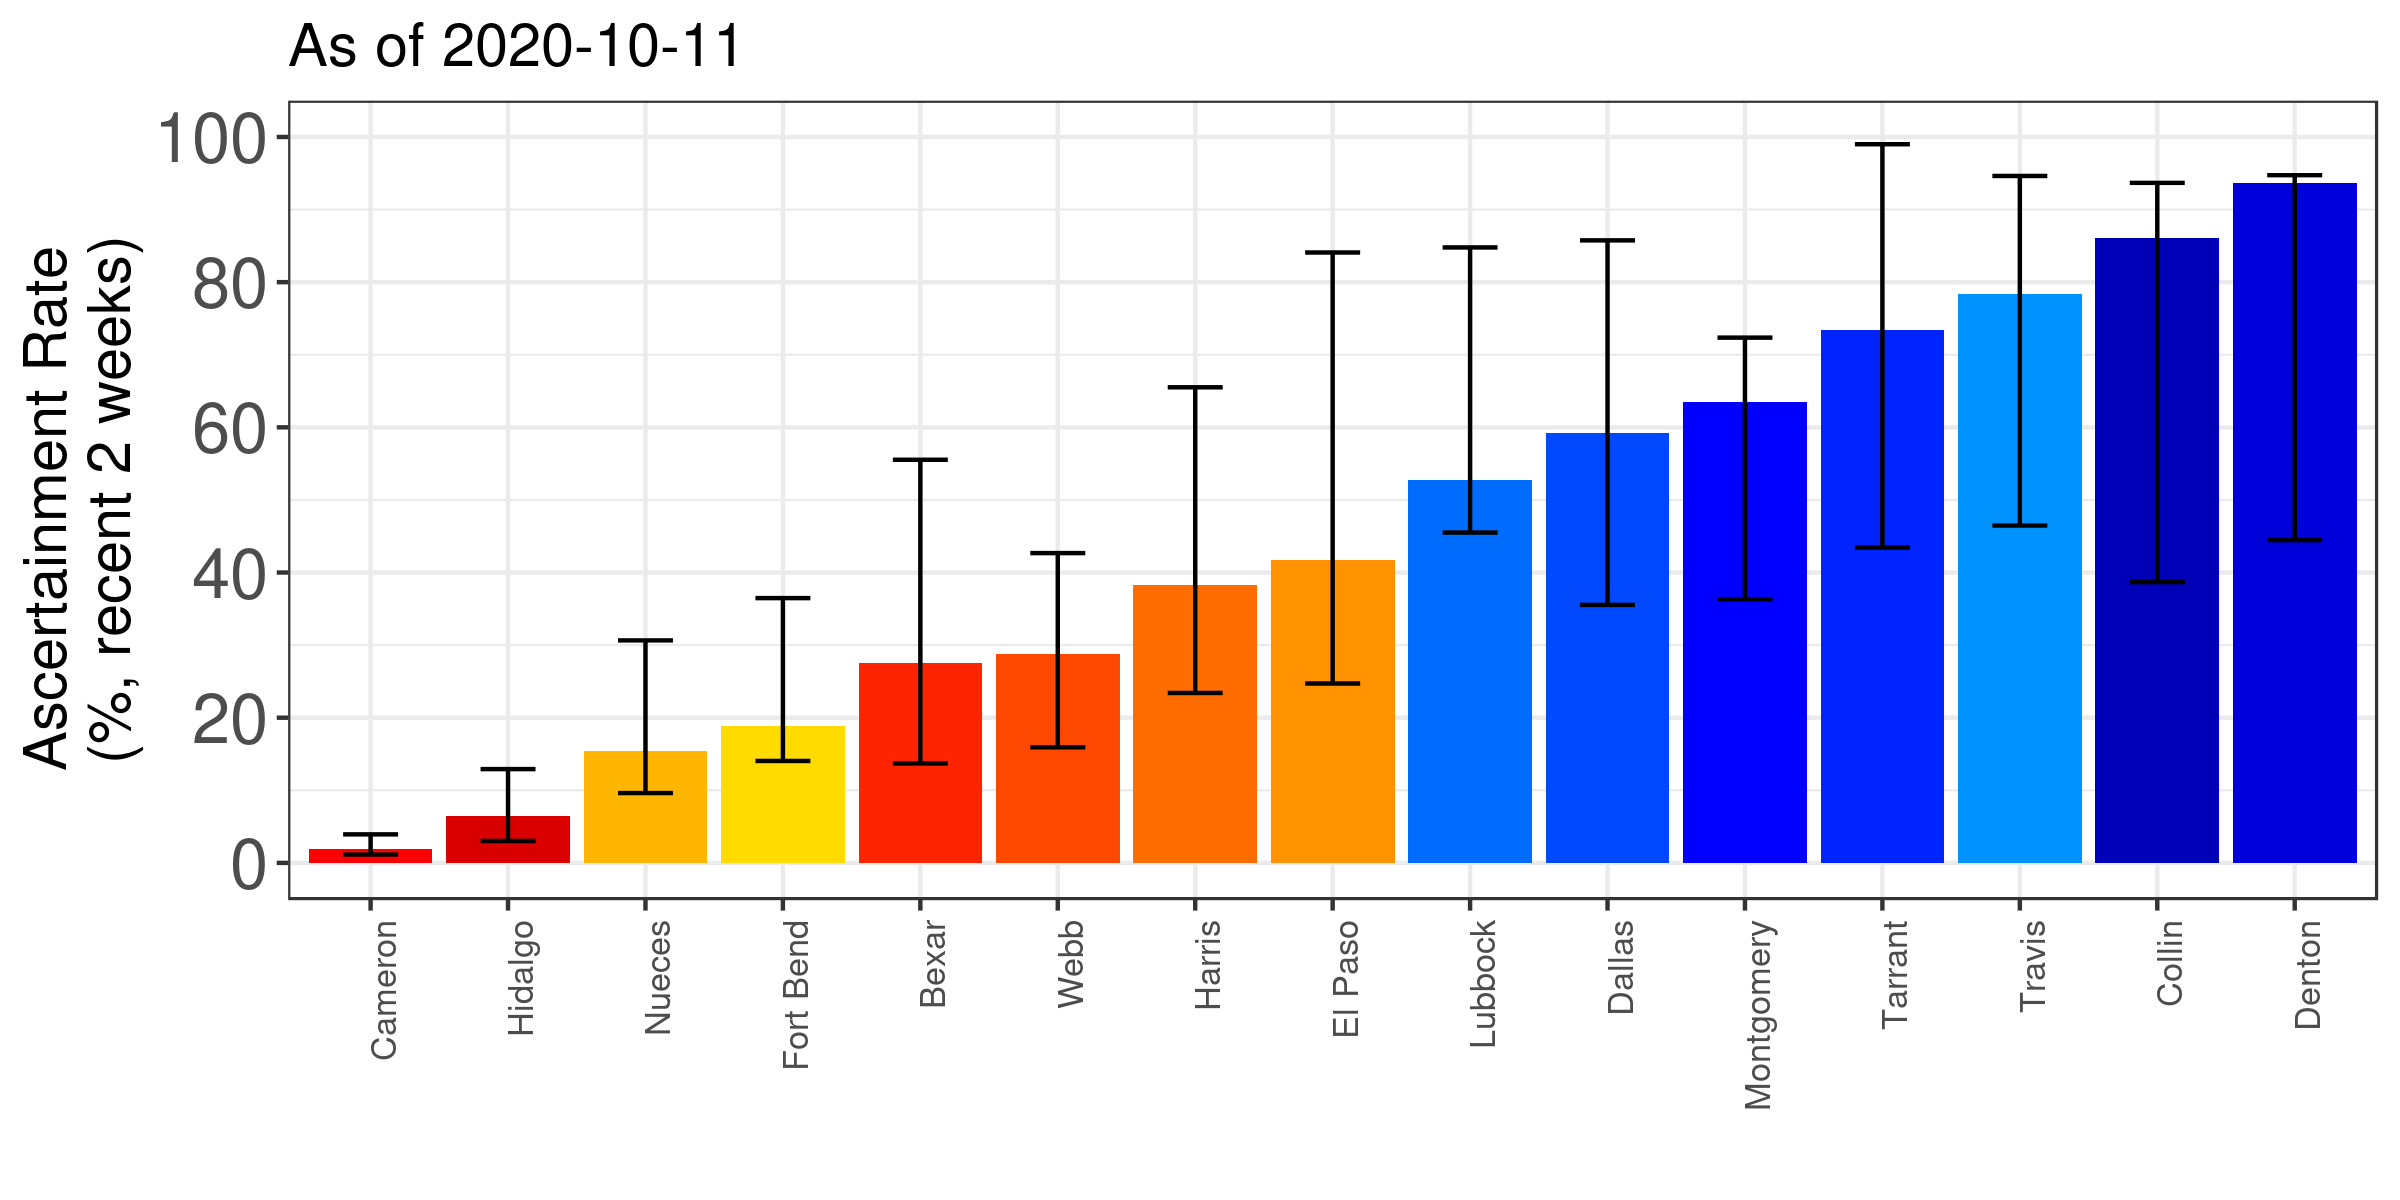 As of 2020-10-11
Ascertainment Rate
(%, recent 2 weeks)
100
80
60
40
20
0
Cameron
Hidalgo
Nueces
Fort Bend
Bexar
Webb
Harris
El Paso
Lubbock
Dallas
Montgomery
Tarrant
Travis
Collin
Denton